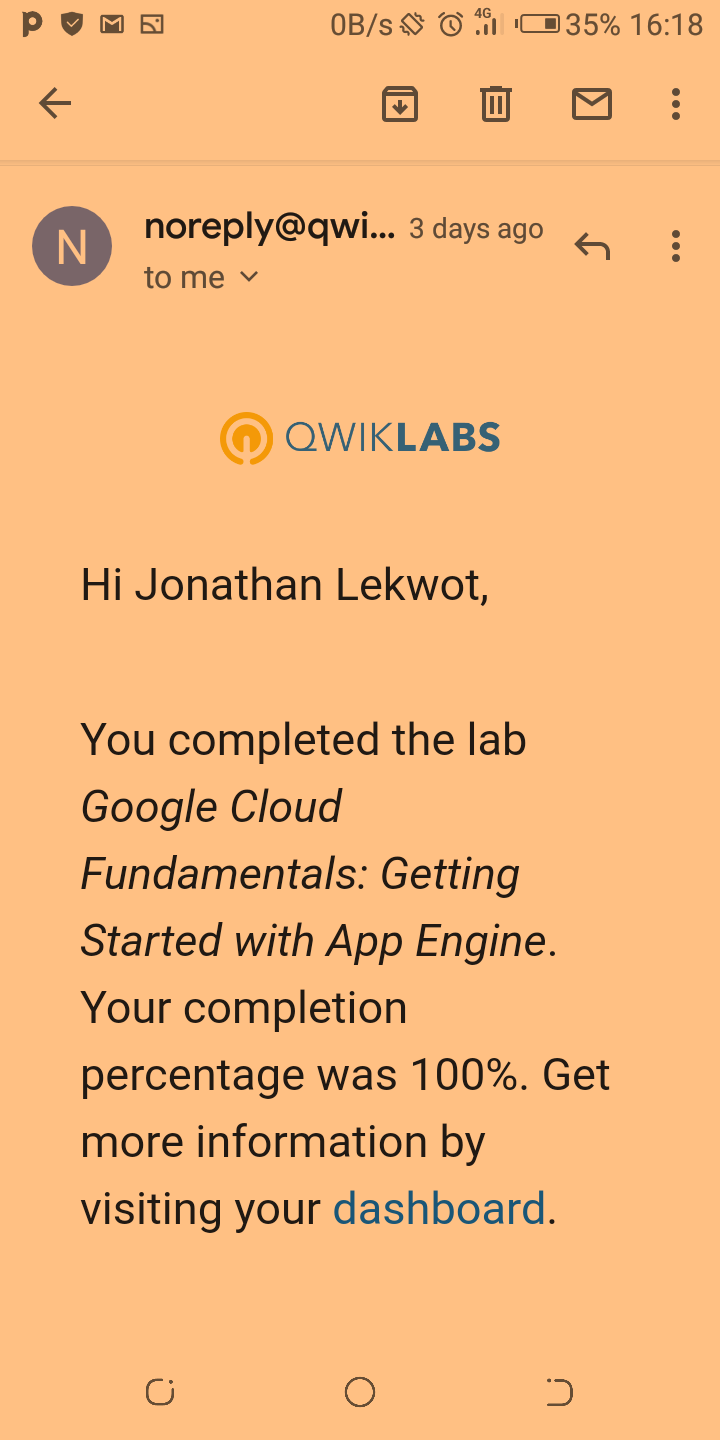 0B/s 4G 35% 16:18
noreply@qwi... 3 days ago
N
to me
QWIKLABS
Hi Jonathan Lekwot,
You completed the lab
Google Cloud
Fundamentals: Getting
Started with App Engine.
Your completion
percentage was 100%. Get
more information by
visiting your dashboard.